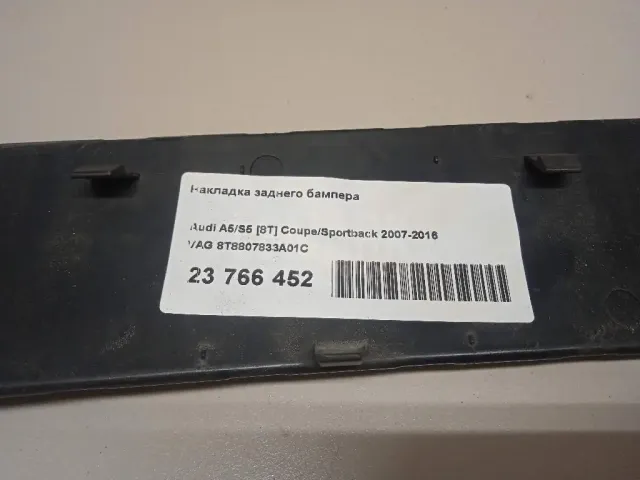 Накладка заднего бампера
Audi A5/S5 [8T] Coupe/Sportback 2007-2016
VAG 8T8807833A01C
23 766 452